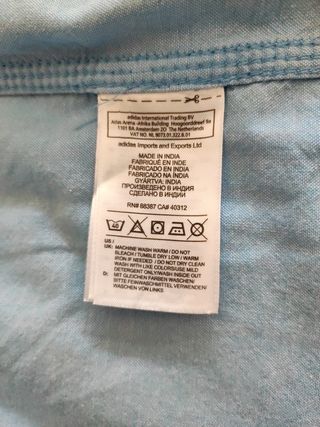 adidas International Trading BV
Atlas Arena - Afrika Building Hoogoorddreef 9a
1101 BA Amsterdam ZO The Netherlands
VAT NO. NL 8073.01.322.B.01
adidas Imports and Exports Ltd
MADE IN INDIA
FABRIQUÉ EN INDE
FABRICADO EN INDIA
FABRICADO NA ÍNDIA
GYÁRTVA: INDIA
ПРОИЗВЕДЕНО В ИНДИЯ
СДЕЛАНО В ИНДИИ
RN# 88387 CA# 40312
40
US /
UK: MACHINE WASH WARM / DO NOT
BLEACH / TUMBLE DRY LOW / WARM
IRON IF NEEDED / DO NOT DRY CLEAN
WASH WITH LIKE COLORS/USE MILD
DETERGENT ONLY/WASH INSIDE OUT
D: MIT GLEICHEN FARBEN WASCHEN/
BITTE FEINWASCHMITTEL VERWENDEN/
WASCHEN VON LINKS